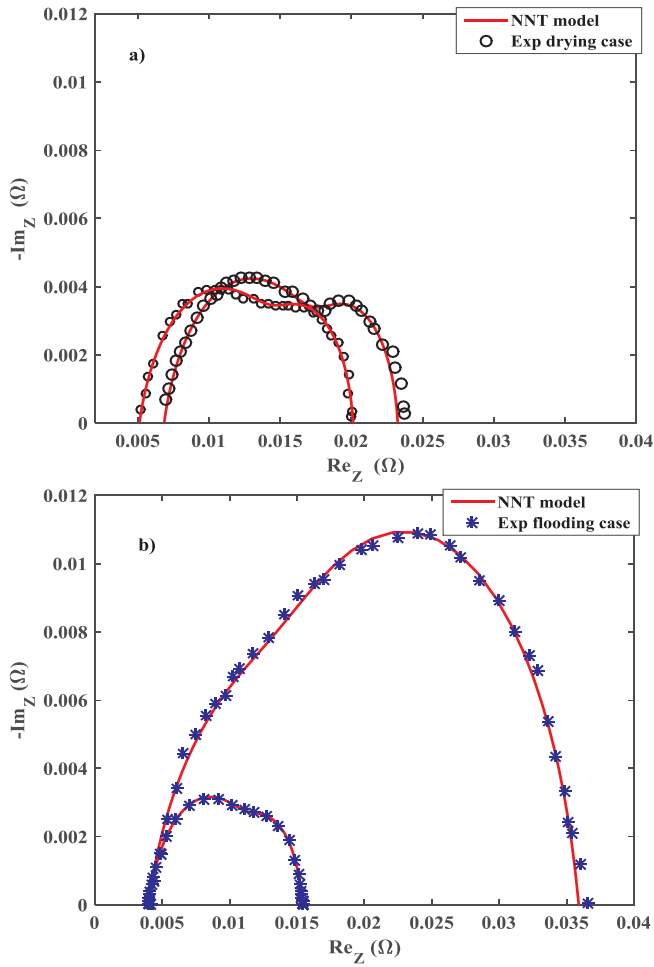 0.012
NNT model
Exp drying case
a)
0.01
0.008
-Im_Z (Ω)
0.006
0.004
0.002
0
0.005 0.01 0.015 0.02 0.025 0.03 0.035 0.04
Re_Z (Ω)
0.012
NNT model
Exp flooding case
b)
0.01
0.008
-Im_Z (Ω)
0.006
0.004
0.002
0
0 0.005 0.01 0.015 0.02 0.025 0.03 0.035 0.04
Re_Z (Ω)